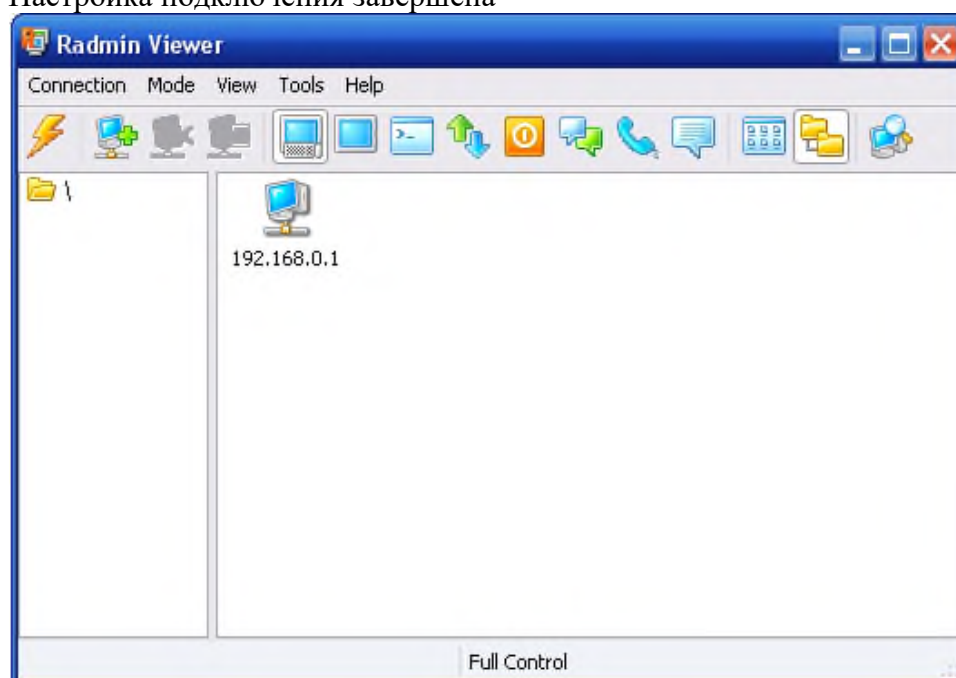 Настройка подключения завершена
Radmin Viewer
Connection Mode View Tools Help
\
192.168.0.1
Full Control